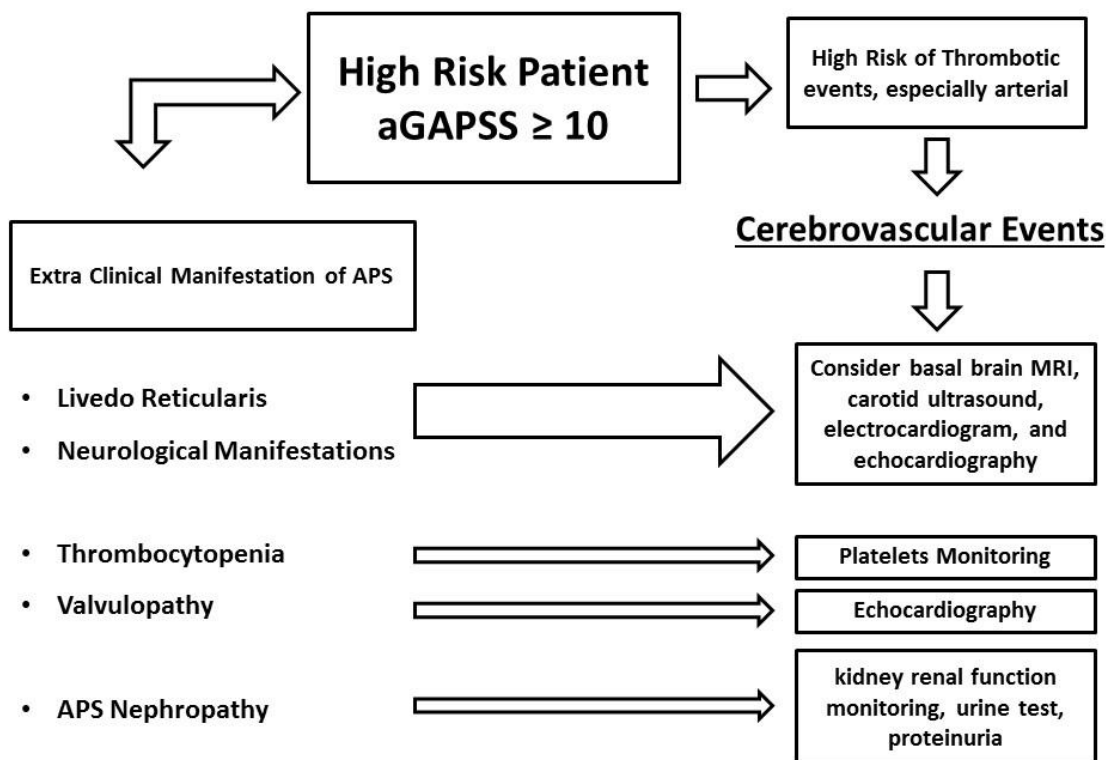 High Risk Patient
aGAPSS ≥ 10
High Risk of Thrombotic
events, especially arterial
Cerebrovascular Events
Extra Clinical Manifestation of APS
Consider basal brain MRI,
carotid ultrasound,
electrocardiogram, and
echocardiography
• Livedo Reticularis
• Neurological Manifestations
• Thrombocytopenia
Platelets Monitoring
• Valvulopathy
Echocardiography
• APS Nephropathy
kidney renal function
monitoring, urine test,
proteinuria